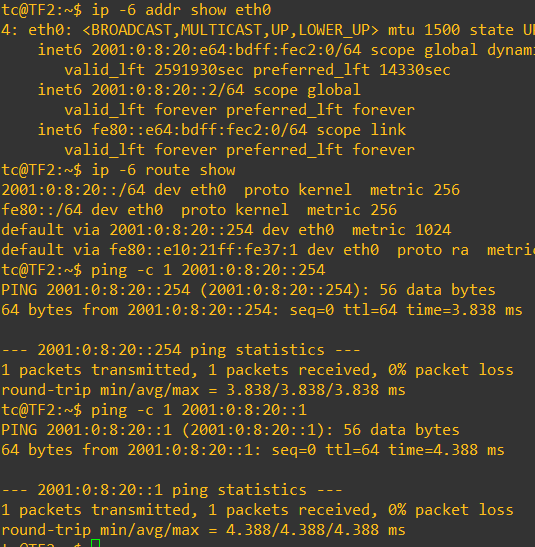 tc@TF2:~$ ip -6 addr show eth0
4: eth0: <BROADCAST,MULTICAST,UP,LOWER_UP> mtu 1500 state UP
    inet6 2001:0:8:20:e64:bdff:fec2:0/64 scope global dynami
       valid_lft 2591930sec preferred_lft 14330sec
    inet6 2001:0:8:20::2/64 scope global
       valid_lft forever preferred_lft forever
    inet6 fe80::e64:bdff:fec2:0/64 scope link
       valid_lft forever preferred_lft forever
tc@TF2:~$ ip -6 route show
2001:0:8:20::/64 dev eth0  proto kernel  metric 256
fe80::/64 dev eth0  proto kernel  metric 256
default via 2001:0:8:20::254 dev eth0  metric 1024
default via fe80::e10:21ff:fe37:1 dev eth0  proto ra  metri
tc@TF2:~$ ping -c 1 2001:0:8:20::254
PING 2001:0:8:20::254 (2001:0:8:20::254): 56 data bytes
64 bytes from 2001:0:8:20::254: seq=0 ttl=64 time=3.838 ms

--- 2001:0:8:20::254 ping statistics ---
1 packets transmitted, 1 packets received, 0% packet loss
round-trip min/avg/max = 3.838/3.838/3.838 ms
tc@TF2:~$ ping -c 1 2001:0:8:20::1
PING 2001:0:8:20::1 (2001:0:8:20::1): 56 data bytes
64 bytes from 2001:0:8:20::1: seq=0 ttl=64 time=4.388 ms

--- 2001:0:8:20::1 ping statistics ---
1 packets transmitted, 1 packets received, 0% packet loss
round-trip min/avg/max = 4.388/4.388/4.388 ms